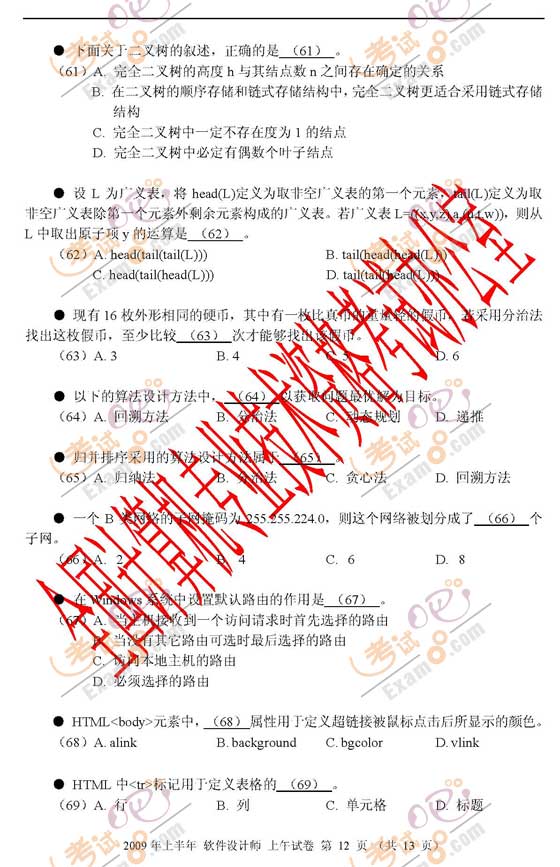 ● 下面关于二叉树的叙述，正确的是 （61） 。
（61）A. 完全二叉树的高度 h 与其结点数 n 之间存在确定的关系
B. 在二叉树的顺序存储和链式存储结构中，完全二叉树更适合采用链式存储
结构
C. 完全二叉树中一定不存在度为 1 的结点
D. 完全二叉树中必定有偶数个叶子结点
● 设 L 为广义表，将 head(L)定义为取非空广义表的第一个元素，tail(L)定义为取
非空广义表除第一个元素外剩余元素构成的广义表。若广义表 L=((x,y,z),a,(u,t,w))，则从
L 中取出原子项 y 的运算是 （62） 。
（62）A. head(tail(tail(L))) B. tail(head(head(L)))
C. head(tail(head(L))) D. tail(tail(head(L)))
● 现有 16 枚外形相同的硬币，其中有一枚比真币的重量轻的假币，若采用分治法
找出这枚假币，至少比较 （63） 次才能够找出该假币。
（63）A. 3 B. 4 C. 5 D. 6
● 以下的算法设计方法中， （64） 以获取问题最优解为目标。
（64）A. 回溯方法 B. 分治法 C. 动态规划 D. 递推
● 归并排序采用的算法设计方法属于 （65） 。
（65）A. 归纳法 B. 分治法 C. 贪心法 D. 回溯方法
● 一个 B 类网络的子网掩码为 255.255.224.0，则这个网络被划分成了 （66） 个
子网。
（66）A. 2 B. 4 C. 6 D. 8
● 在 Windows 系统中设置默认路由的作用是 （67） 。
（67）A. 当主机接收到一个访问请求时首先选择的路由
B. 当没有其它路由可选时最后选择的路由
C. 访问本地主机的路由
D. 必须选择的路由
● HTML<body>元素中， （68） 属性用于定义超链接被鼠标点击后所显示的颜色。
（68）A. alink B. background C. bgcolor D. vlink
● HTML 中<tr>标记用于定义表格的 （69） 。
（69）A. 行 B. 列 C. 单元格 D. 标题
2009 年上半年 软件设计师 上午试卷 第 12 页 （共 13 页）